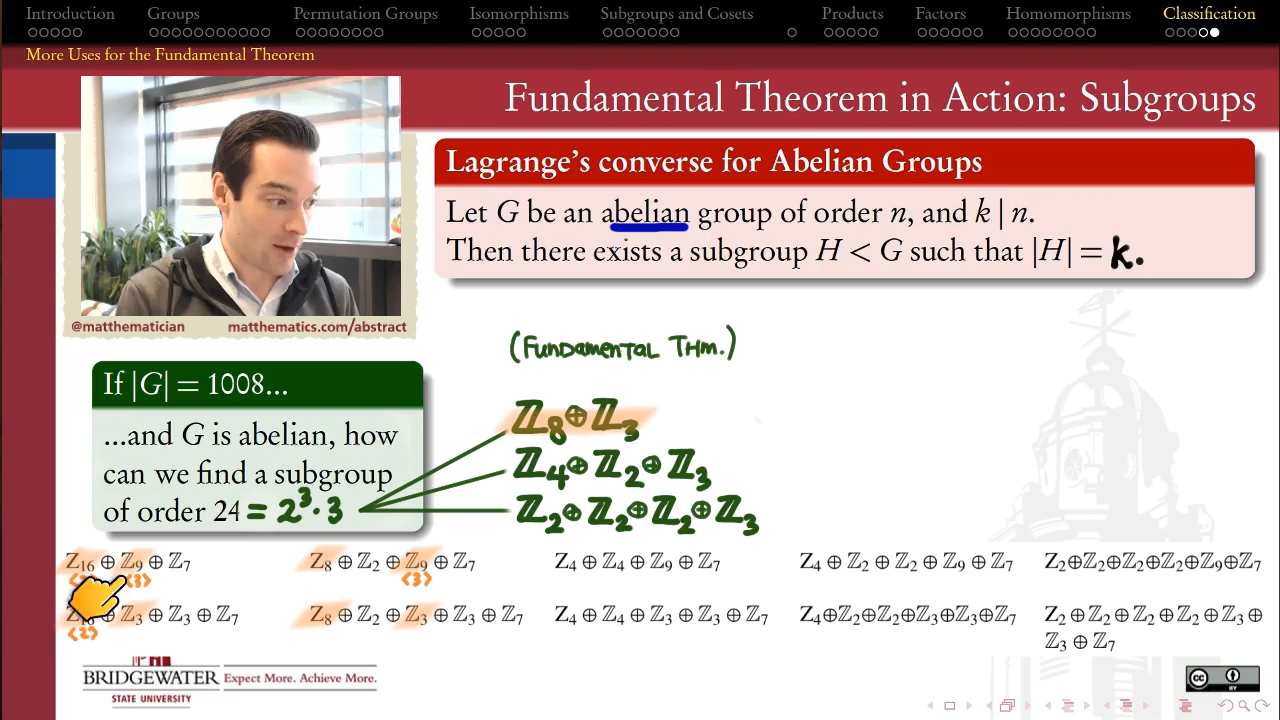 Introduction Groups Permutation Groups Isomorphisms Subgroups and Cosets Products Factors Homomorphisms Classification
More Uses for the Fundamental Theorem
Fundamental Theorem in Action: Subgroups
@matthematician matthematics.com/abstract
Lagrange's converse for Abelian Groups
Let G be an abelian group of order n, and k | n.
Then there exists a subgroup H < G such that |H| = k.
If |G| = 1008...
...and G is abelian, how
can we find a subgroup
of order 24 = 2³·3
(Fundamental Thm.)
ℤ₈⊕ℤ₃
ℤ₄⊕ℤ₂⊕ℤ₃
ℤ₂⊕ℤ₂⊕ℤ₂⊕ℤ₃
ℤ₁₆ ⊕ ℤ₉ ⊕ ℤ₇ ℤ₈ ⊕ ℤ₂ ⊕ ℤ₉ ⊕ ℤ₇ ℤ₄ ⊕ ℤ₄ ⊕ ℤ₉ ⊕ ℤ₇ ℤ₄ ⊕ ℤ₂ ⊕ ℤ₂ ⊕ ℤ₉ ⊕ ℤ₇ ℤ₂⊕ℤ₂⊕ℤ₂⊕ℤ₂⊕ℤ₉⊕ℤ₇
⟨3⟩ ⟨3⟩
⊕ ℤ₃ ⊕ ℤ₃ ⊕ ℤ₇ ℤ₈ ⊕ ℤ₂ ⊕ ℤ₃ ⊕ ℤ₃ ⊕ ℤ₇ ℤ₄ ⊕ ℤ₄ ⊕ ℤ₃ ⊕ ℤ₃ ⊕ ℤ₇ ℤ₄⊕ℤ₂⊕ℤ₂⊕ℤ₃⊕ℤ₃⊕ℤ₇ ℤ₂ ⊕ ℤ₂ ⊕ ℤ₂ ⊕ ℤ₂ ⊕ ℤ₃ ⊕
⟨2⟩ ℤ₃ ⊕ ℤ₇
BRIDGEWATER Expect More. Achieve More.
STATE UNIVERSITY
cc BY